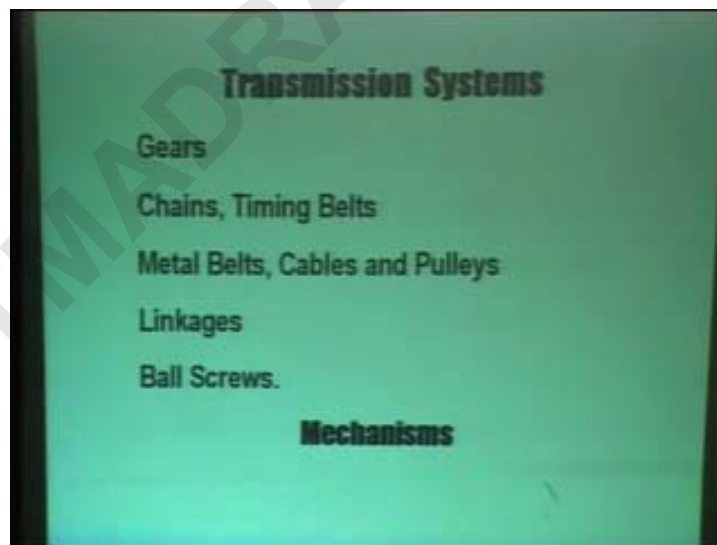 Transmission Systems
Gears
Chains, Timing Belts
Metal Belts, Cables and Pulleys
Linkages
Ball Screws.
Mechanisms